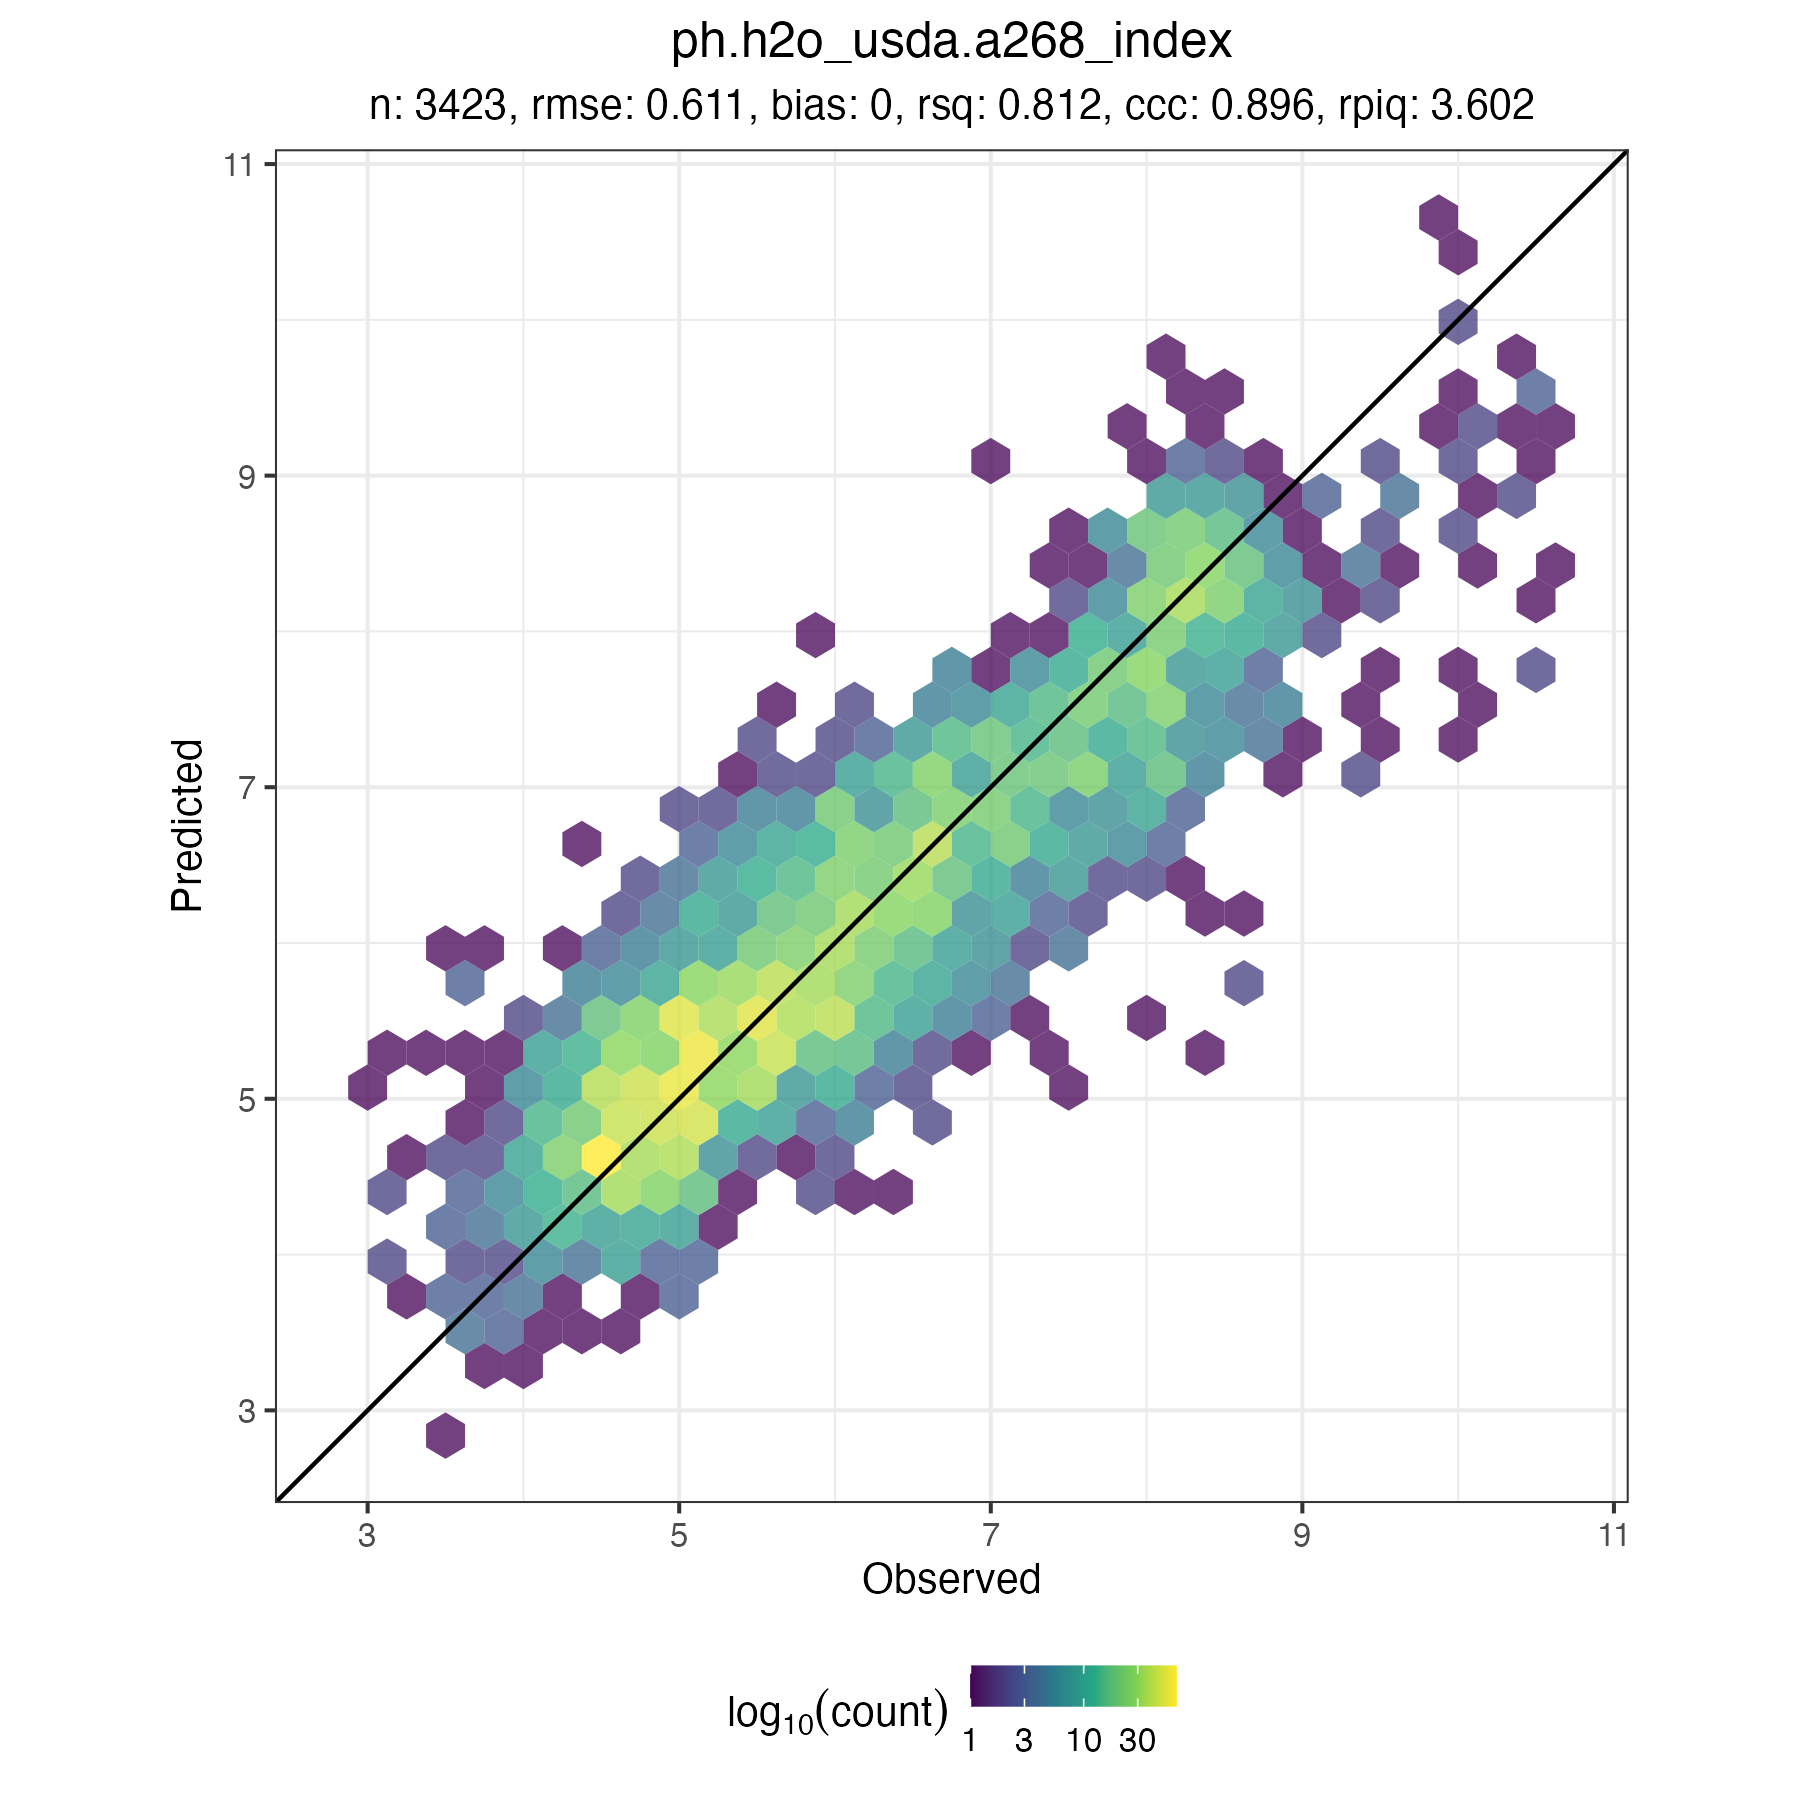 ph.h2o_usda.a268_index
n: 3423, rmse: 0.611, bias: 0, rsq: 0.812, ccc: 0.896, rpiq: 3.602
11
9
7
5
3
Predicted
3 5 7 9 11
Observed
log10(count)
1 3 10 30